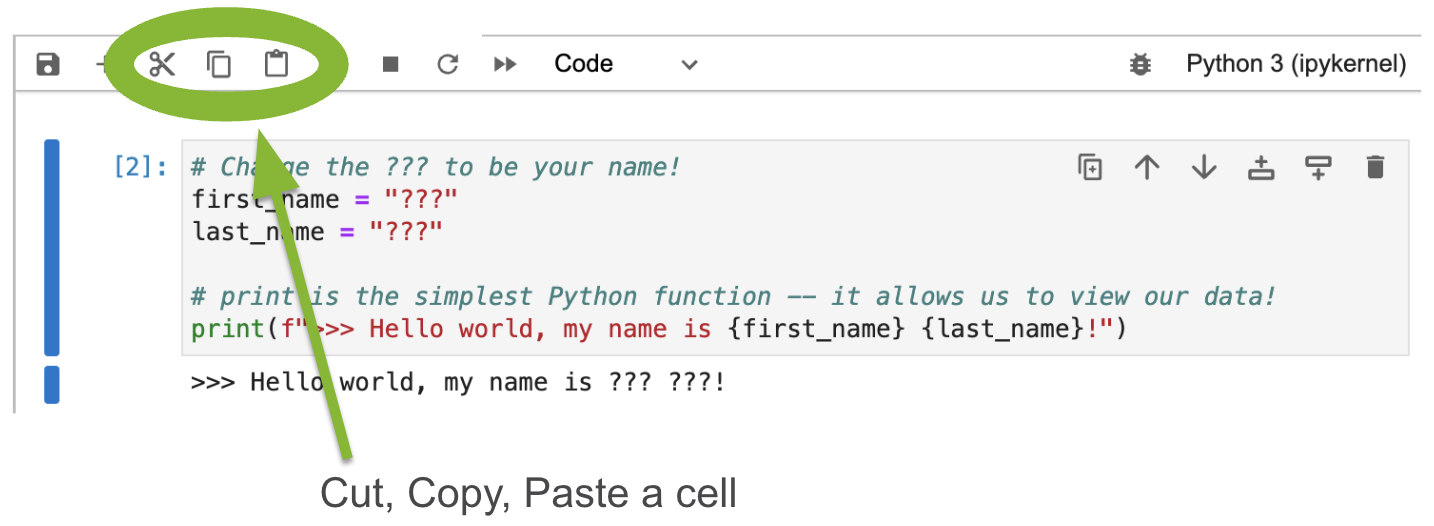 Code
Python 3 (ipykernel)
[2]: # Change the ??? to be your name!
first_name = "???"
last_name = "???"
# print is the simplest Python function -- it allows us to view our data!
print(f">>> Hello world, my name is {first_name} {last_name}!")
>>> Hello world, my name is ??? ???!
Cut, Copy, Paste a cell